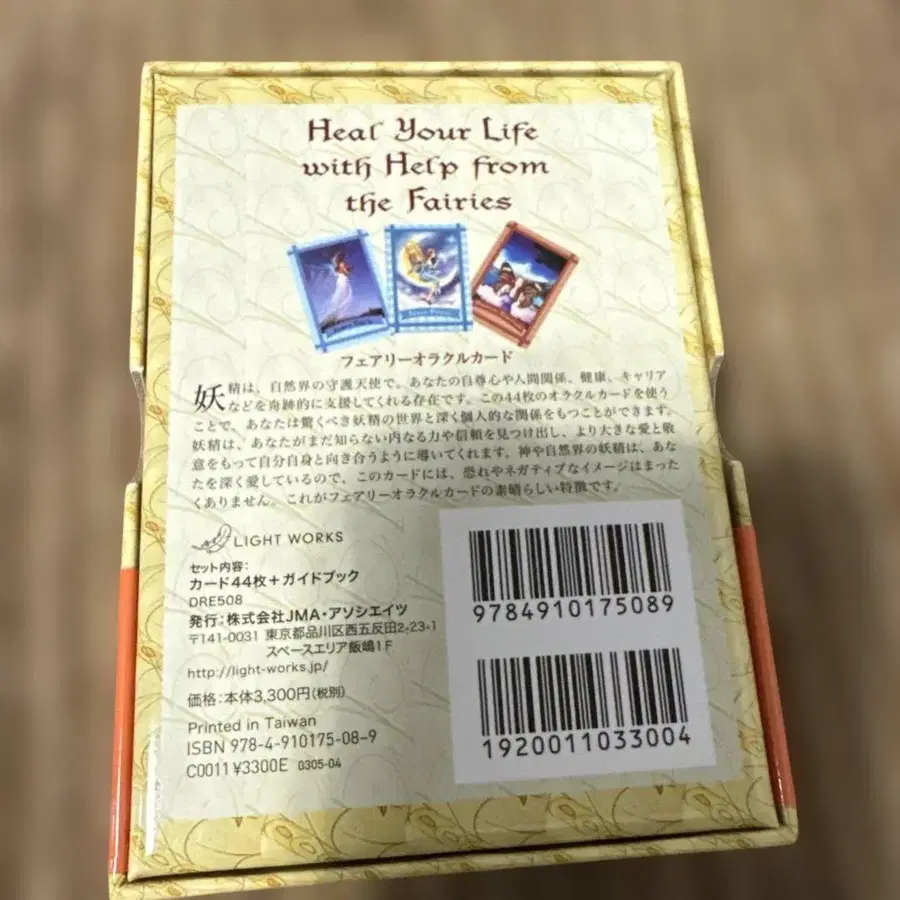 Heal Your Life
with Help from
the Fairies
フェアリーオラクルカード
妖精は、自然界の守護天使で、あなたの自尊心や人間関係、健康、キャリア
などを奇跡的に支援してくれる存在です。この44枚のオラクルカードを使う
ことで、あなたは驚くべき妖精の世界と深く個人的な関係をもつことができます。
妖精は、あなたがまだ知らない内なる力や信頼を見つけ出し、より大きな愛と敬
意をもって自分自身と向き合うように導いてくれます。神や自然界の妖精は、あな
たを深く愛しているので、このカードには、恐れやネガティブなイメージはまった
くありません。これがフェアリーオラクルカードの素晴らしい特徴です。
LIGHT WORKS
セット内容:
カード44枚+ガイドブック
DRE508
発行:株式会社JMA・アソシエイツ
〒141-0031 東京都品川区西五反田2-23-1
スペースエリア飯嶋1F
http://light-works.jp/
価格:本体3,300円(税別)
Printed in Taiwan
ISBN 978-4-910175-08-9
C0011 ¥3300E 0305-04
9784910175089
1920011033004